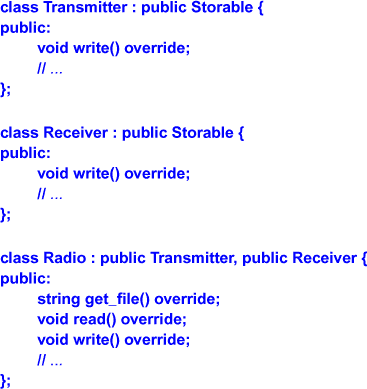 class Transmitter : public Storable {
public:
void write() override;
// ...
};
class Receiver : public Storable {
public:
void write() override;
// ...
};
class Radio : public Transmitter, public Receiver {
public:
string get_file() override;
void read() override;
void write() override;
// ...
};